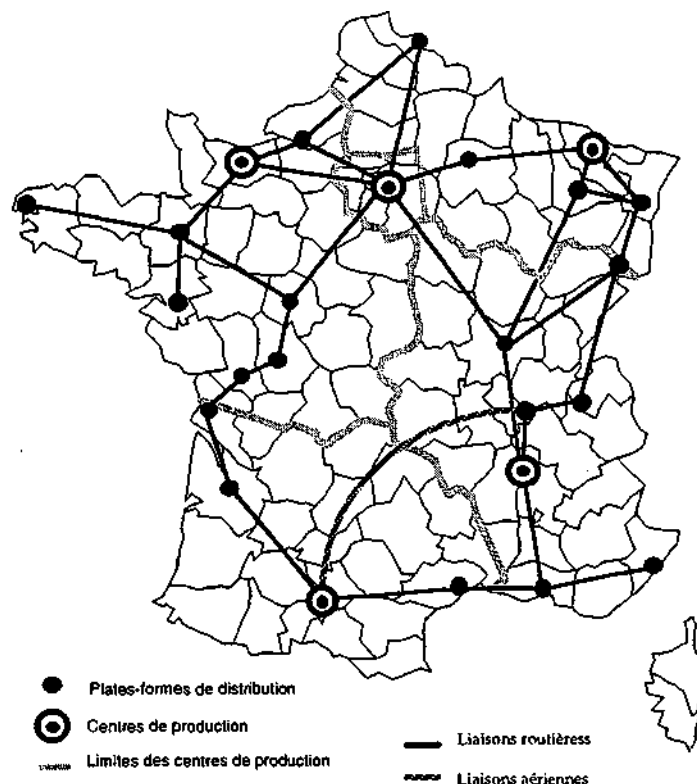 Plates-formes de distribution
Centres de production
Limites des centres de production
Liaisons routièress
Liaisons aériennes